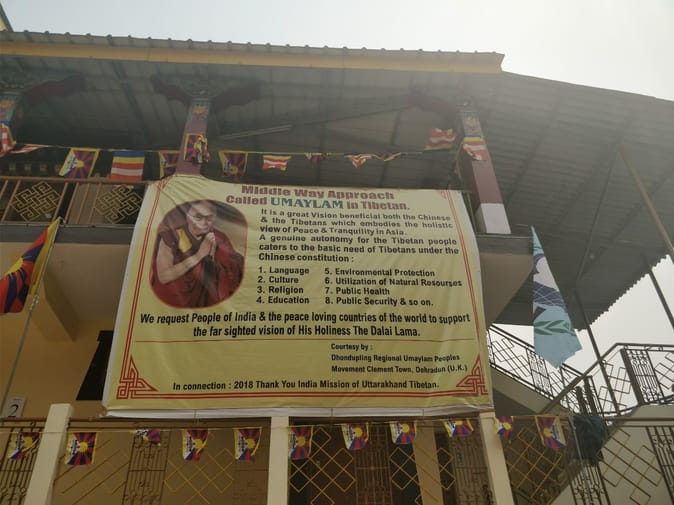 Middle Way Approach
Called UMAYLAM in Tibetan.
It is a great Vision beneficial both the Chinese
& the Tibetans which embodies the holistic
view of Peace & Tranquility in Asia.
A genuine autonomy for the Tibetan people
caters to the basic need of Tibetans under the
Chinese constitution :
1. Language
2. Culture
3. Religion
4. Education
5. Environmental Protection
6. Utilization of Natural Resourses
7. Public Health
8. Public Security & so on.
We request People of India & the peace loving countries of the world to support
the far sighted vision of His Holiness The Dalai Lama.
Courtesy by :
Dhondupling Regional Umaylam Peoples
Movement Clement Town, Dehradun (U.K.)
In connection : 2018 Thank You India Mission of Uttarakhand Tibetan.
2